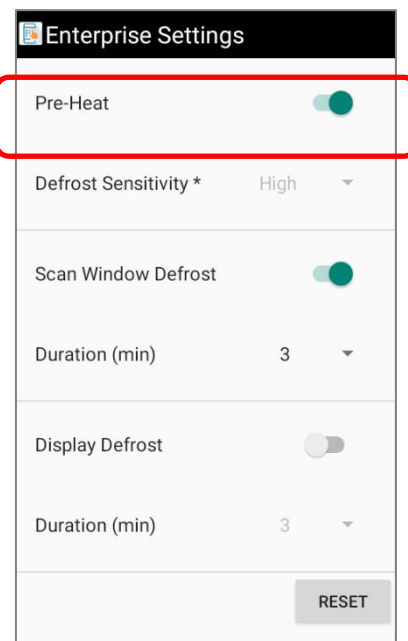 Enterprise Settings
Pre-Heat
Defrost Sensitivity * High
Scan Window Defrost
Duration (min) 3
Display Defrost
Duration (min) 3
RESET